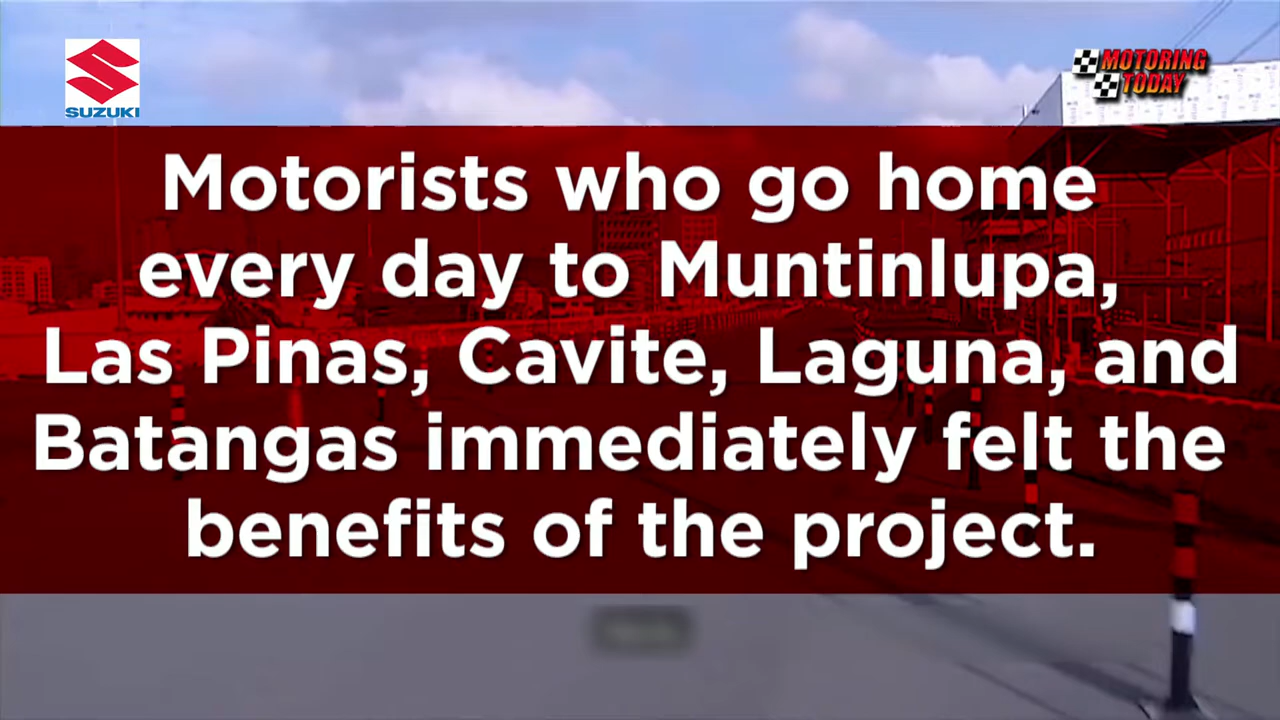 SUZUKI
MOTORING
TODAY
Motorists who go home
every day to Muntinlupa,
Las Pinas, Cavite, Laguna, and
Batangas immediately felt the
benefits of the project.